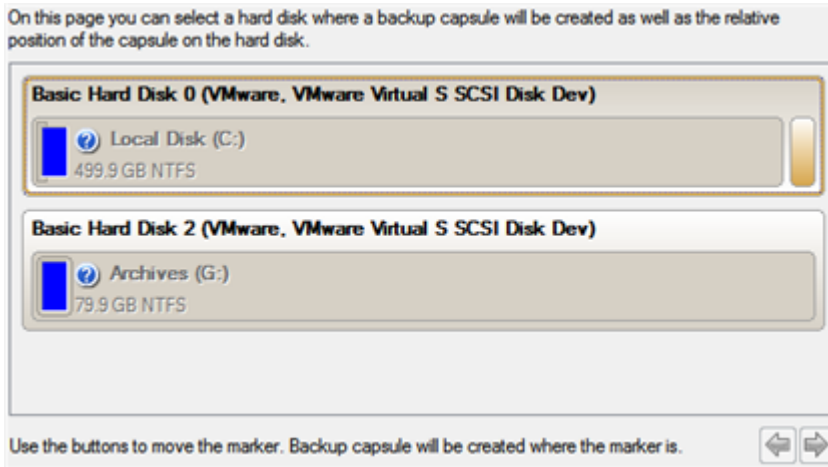 On this page you can select a hard disk where a backup capsule will be created as well as the relative
position of the capsule on the hard disk.
Basic Hard Disk 0 (VMware, VMware Virtual S SCSI Disk Dev)
Local Disk (C:)
499.9 GB NTFS
Basic Hard Disk 2 (VMware, VMware Virtual S SCSI Disk Dev)
Archives (G:)
79.9 GB NTFS
Use the buttons to move the marker. Backup capsule will be created where the marker is.